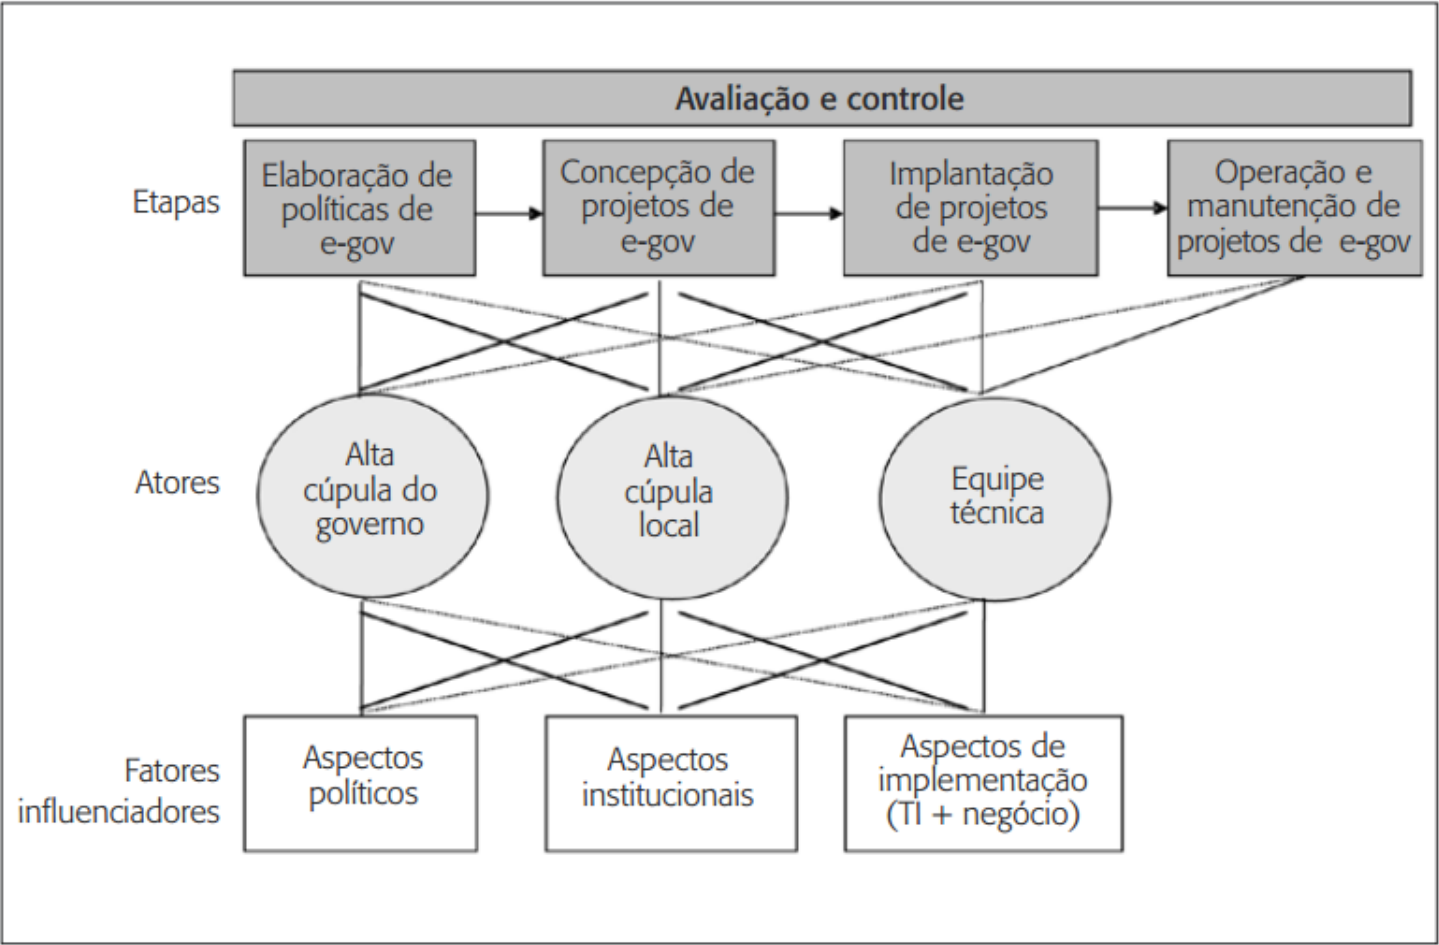 Avaliação e controle
Etapas
Elaboração de
políticas de
e-gov
Concepção de
projetos de
e-gov
Implantação
de projetos
de e-gov
Operação e
manutenção de
projetos de e-gov
Atores
Alta
cúpula do
governo
Alta
cúpula
local
Equipe
técnica
Fatores
influenciadores
Aspectos
políticos
Aspectos
institucionais
Aspectos de
implementação
(TI + negócio)